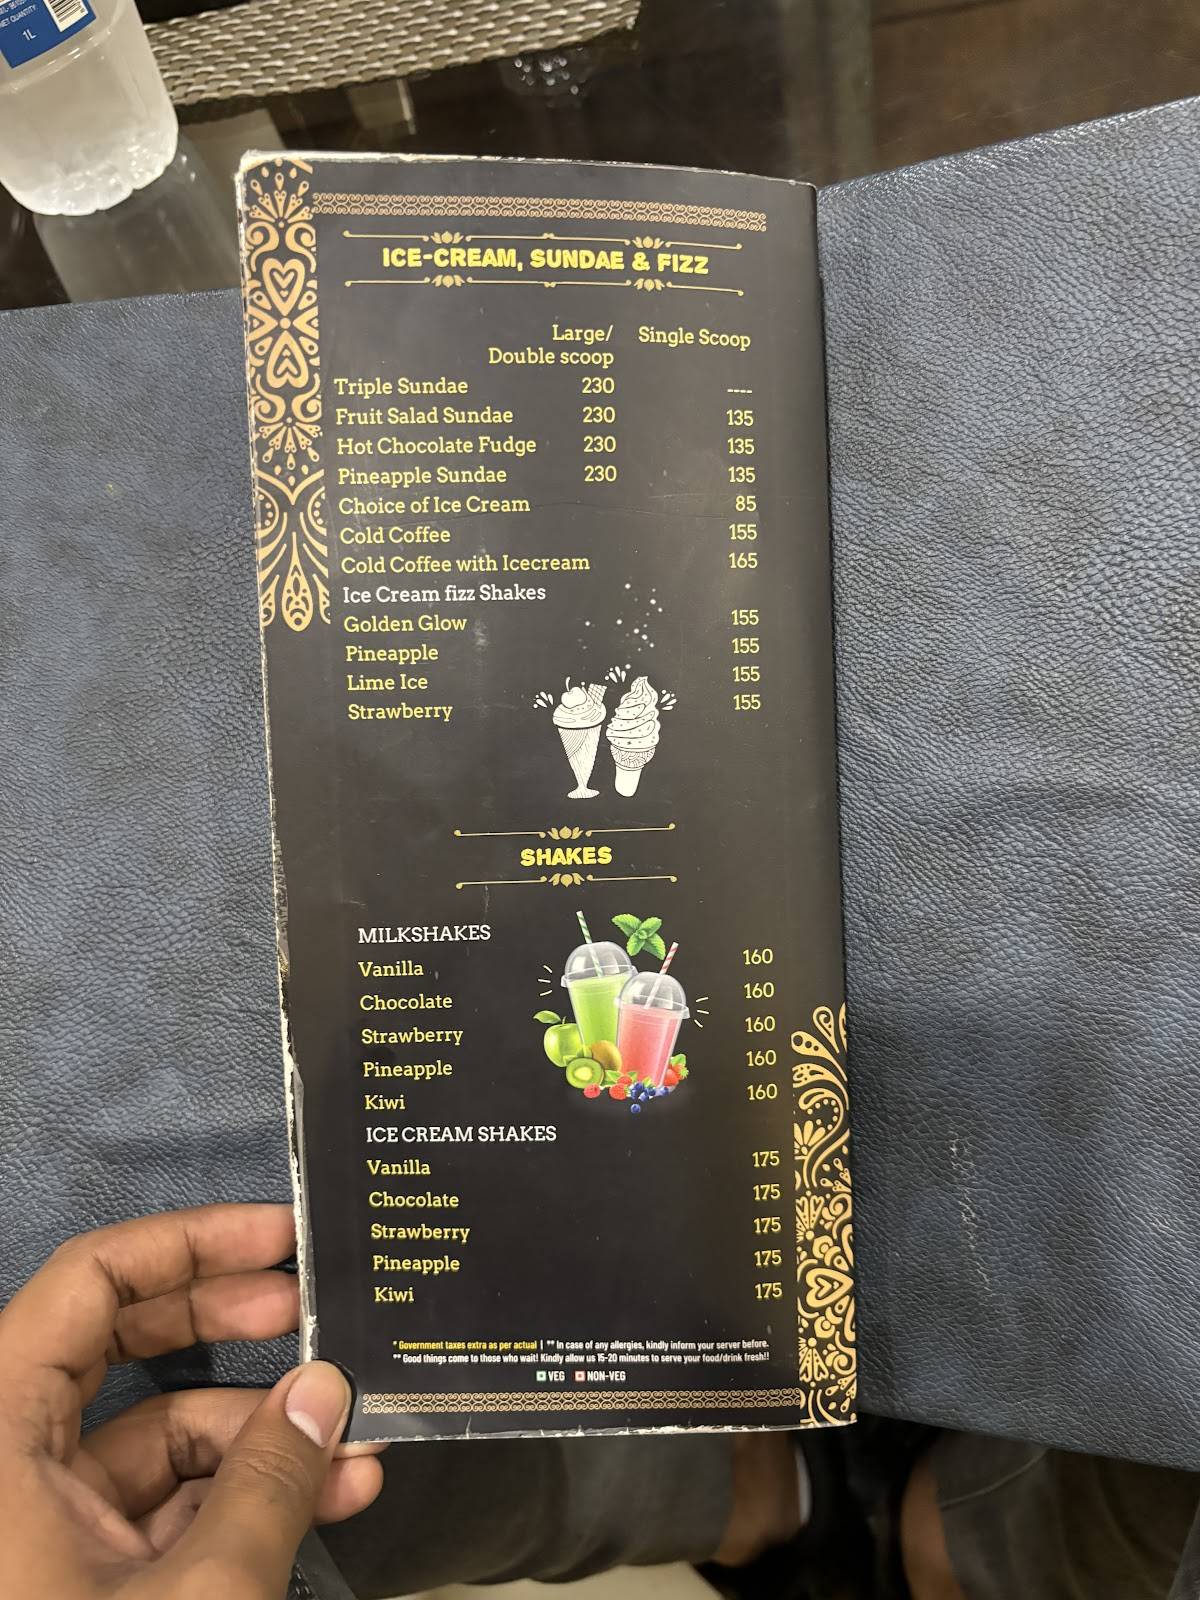 NET QUANTITY:
1L
ICE-CREAM, SUNDAE & FIZZ
Large/ Single Scoop
Double scoop
Triple Sundae 230 ----
Fruit Salad Sundae 230 135
Hot Chocolate Fudge 230 135
Pineapple Sundae 230 135
Choice of Ice Cream 85
Cold Coffee 155
Cold Coffee with Icecream 165
Ice Cream fizz Shakes
Golden Glow 155
Pineapple 155
Lime Ice 155
Strawberry 155
SHAKES
MILKSHAKES
Vanilla 160
Chocolate 160
Strawberry 160
Pineapple 160
Kiwi 160
ICE CREAM SHAKES
Vanilla 175
Chocolate 175
Strawberry 175
Pineapple 175
Kiwi 175
* Government taxes extra as per actual | ** In case of any allergies, kindly inform your server before.
** Good things come to those who wait! Kindly allow us 15-20 minutes to serve your food/drink fresh!!
VEG NON-VEG